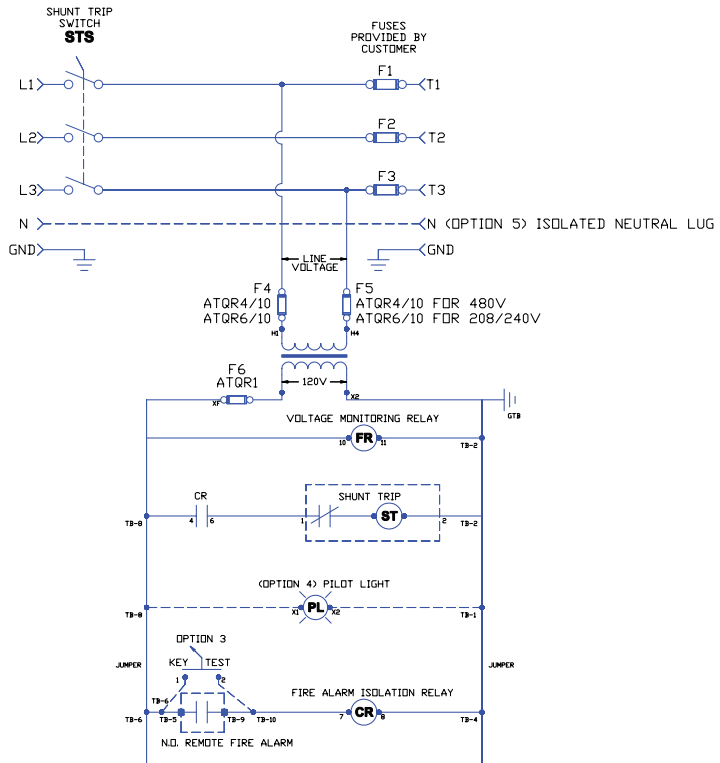 SHUNT TRIP
SWITCH
STS
FUSES
PROVIDED BY
CUSTOMER
L1
F1
T1
L2
F2
T2
L3
F3
T3
N
N (OPTION 5) ISOLATED NEUTRAL LUG
GND
GND
LINE
VOLTAGE
F4
ATQR4/10
ATQR6/10
F5
ATQR4/10 FOR 480V
ATQR6/10 FOR 208/240V
H1
H4
F6
ATQR1
120V
XF
X2
GTB
VOLTAGE MONITORING RELAY
10
FR
11
TB-2
CR
SHUNT TRIP
TB-8
4
6
1
ST
2
TB-2
(OPTION 4) PILOT LIGHT
TB-8
X1
PL
X2
TB-1
OPTION 3
JUMPER
JUMPER
KEY TEST
1
2
FIRE ALARM ISOLATION RELAY
TB-6
TB-6
TB-5
TB-9
TB-10
7
CR
8
TB-4
N.O. REMOTE FIRE ALARM